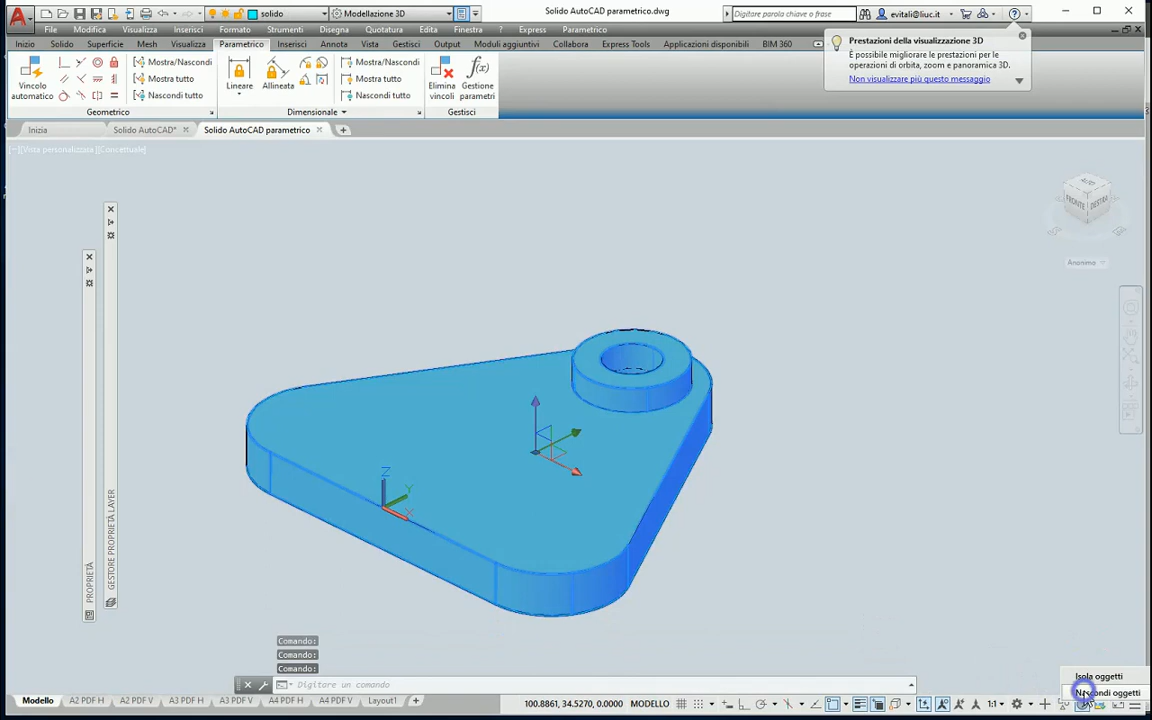 solido
Modellazione 3D
Solido AutoCAD parametrico.dwg
Digitare parola chiave o frase
evitali@liuc.it
File Modifica Visualizza Inserisci Formato Strumenti Disegna Quotatura Edita Finestra ? Express Parametrico
Inizio Solido Superficie Mesh Visualizza Parametrico Inserisci Annota Vista Gestisci Output Moduli aggiuntivi Collabora Express Tools Applicazioni disponibili BIM 360
Prestazioni della visualizzazione 3D
È possibile migliorare le prestazioni per le
operazioni di orbita, zoom e panoramica 3D.
Non visualizzare più questo messaggio
Vincolo
automatico
Mostra/Nascondi
Mostra tutto
Nascondi tutto
Geometrico
Lineare
Allineata
Mostra/Nascondi
Mostra tutto
Nascondi tutto
Dimensionale
Elimina
vincoli
f(x)
Gestione
parametri
Gestisci
Inizia
Solido AutoCAD*
Solido AutoCAD parametrico
[−][Vista personalizzata][Concettuale]
ALTO
FRONTE
DESTRA
Anonimo
Z
Y
X
PROPRIETÀ
GESTORE PROPRIETÀ LAYER
Comando:
Comando:
Comando:
Digitare un comando
Isola oggetti
Nascondi oggetti
Modello A2 PDF H A2 PDF V A3 PDF H A3 PDF V A4 PDF H A4 PDF V Layout1
100.8861, 34.5270, 0.0000 MODELLO
1:1